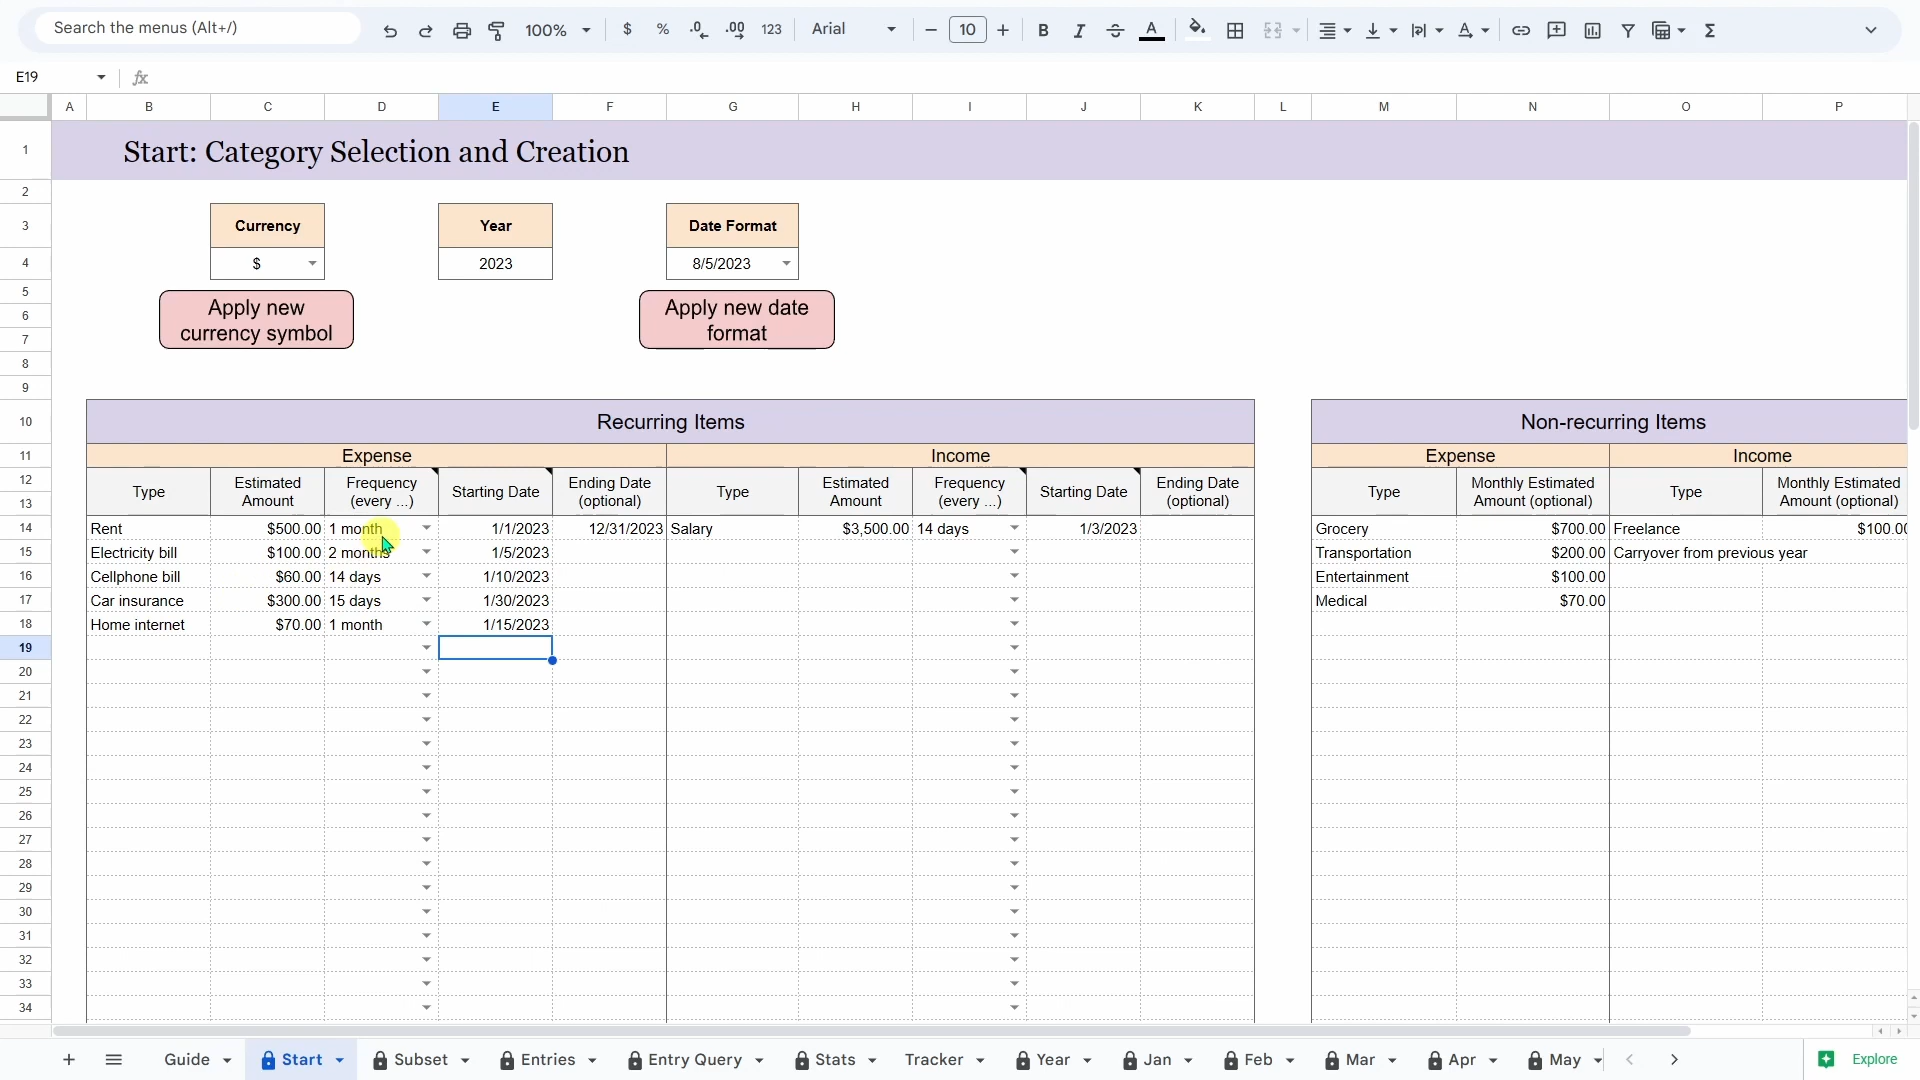 Search the menus (Alt+/)
100%
$ % .0 .00 123
Arial
10
B I S A
E19
fx
A B C D E F G H I J K L M N O P
1 Start: Category Selection and Creation
2
3 Currency Year Date Format
4 $ 2023 8/5/2023
5
6 Apply new currency symbol Apply new date format
7
8
9
10 Recurring Items Non-recurring Items
11 Expense Income Expense Income
12 Type Estimated Amount Frequency (every ...) Starting Date Ending Date (optional) Type Estimated Amount Frequency (every ...) Starting Date Ending Date (optional) Type Monthly Estimated Amount (optional) Type Monthly Estimated Amount (optional)
13
14 Rent $500.00 1 month 1/1/2023 12/31/2023 Salary $3,500.00 14 days 1/3/2023 Grocery $700.00 Freelance $100.00
15 Electricity bill $100.00 2 months 1/5/2023 Transportation $200.00 Carryover from previous year
16 Cellphone bill $60.00 14 days 1/10/2023 Entertainment $100.00
17 Car insurance $300.00 15 days 1/30/2023 Medical $70.00
18 Home internet $70.00 1 month 1/15/2023
19
20
21
22
23
24
25
26
27
28
29
30
31
32
33
34
Guide Start Subset Entries Entry Query Stats Tracker Year Jan Feb Mar Apr May Explore